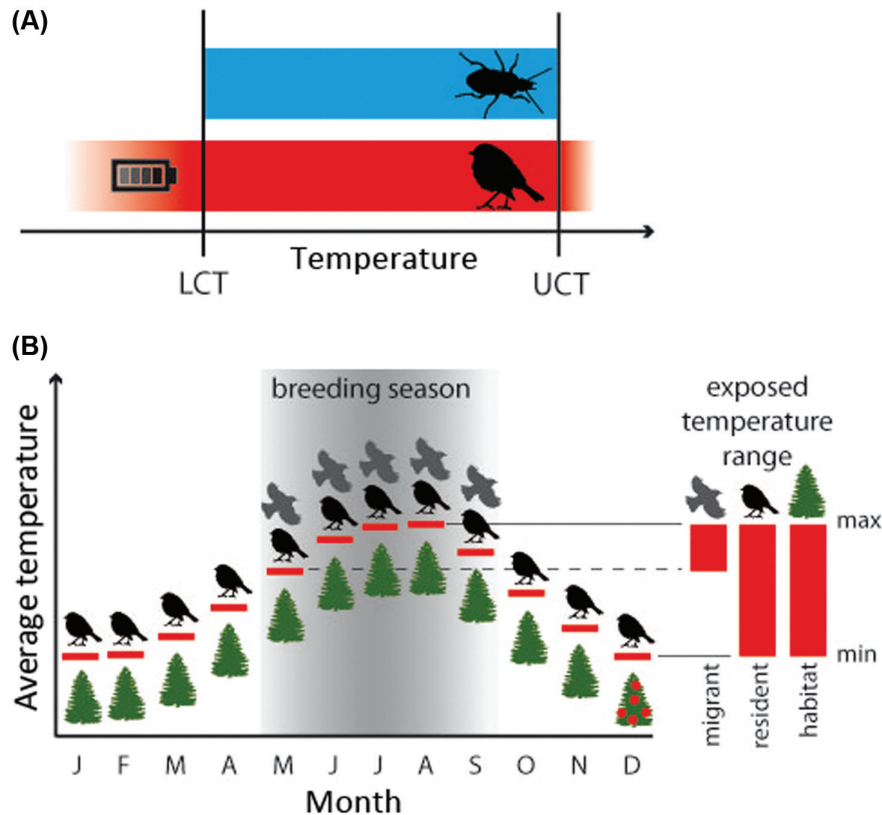 (A)
Temperature
LCT
UCT
(B)
Average temperature
breeding season
exposed
temperature
range
max
min
migrant
resident
habitat
J F M A M J J A S O N D
Month